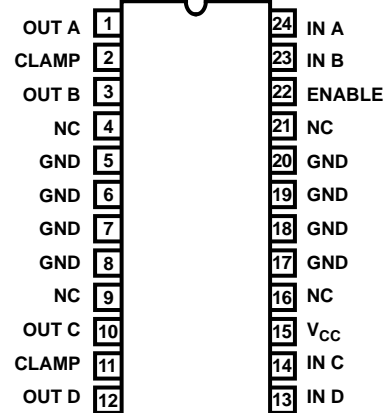 OUT A 1 24 IN A
CLAMP 2 23 IN B
OUT B 3 22 ENABLE
NC 4 21 NC
GND 5 20 GND
GND 6 19 GND
GND 7 18 GND
GND 8 17 GND
NC 9 16 NC
OUT C 10 15 VCC
CLAMP 11 14 IN C
OUT D 12 13 IN D